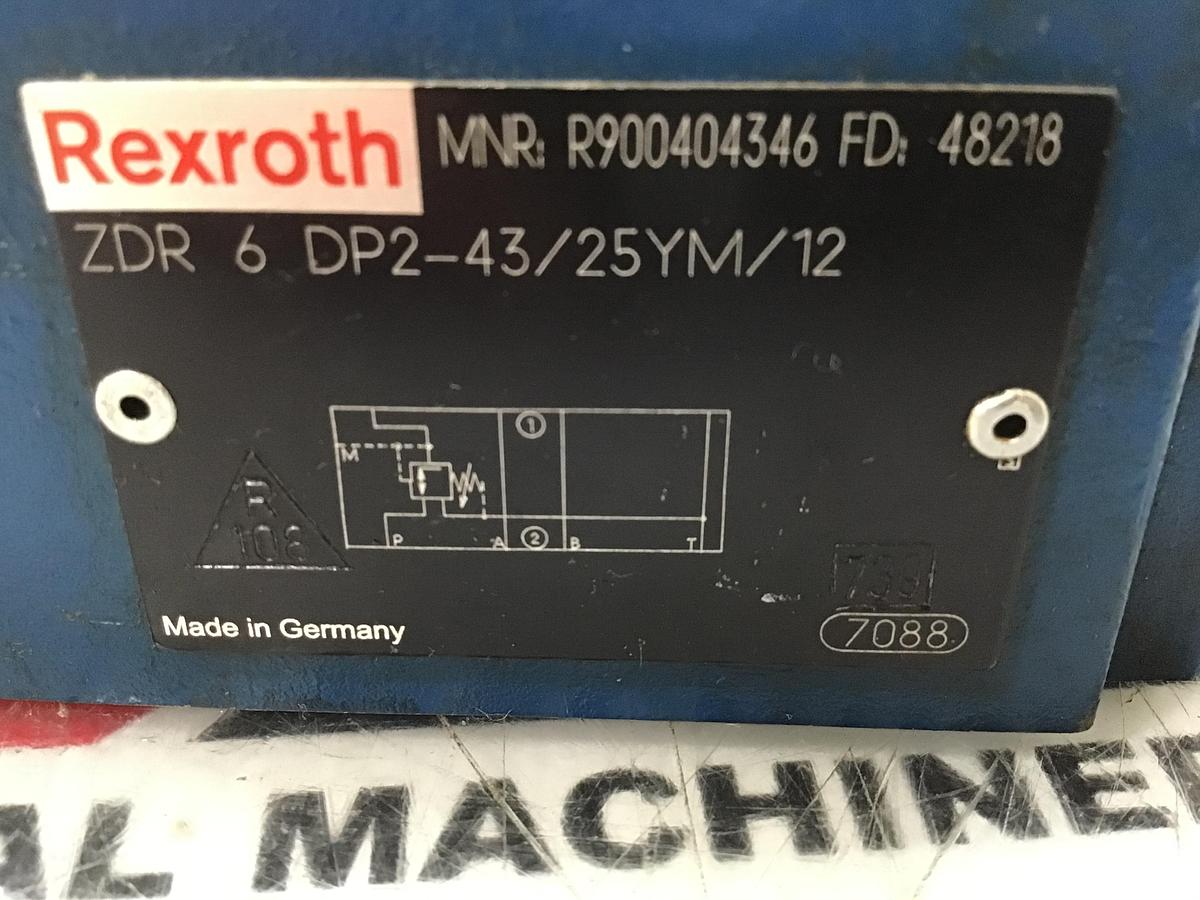 Rexroth MNR: R900404346 FD: 48218
ZDR 6 DP2-43/25YM/12
1
M
P A 2 B T
R
108
Made in Germany
7088
AL MACHINE